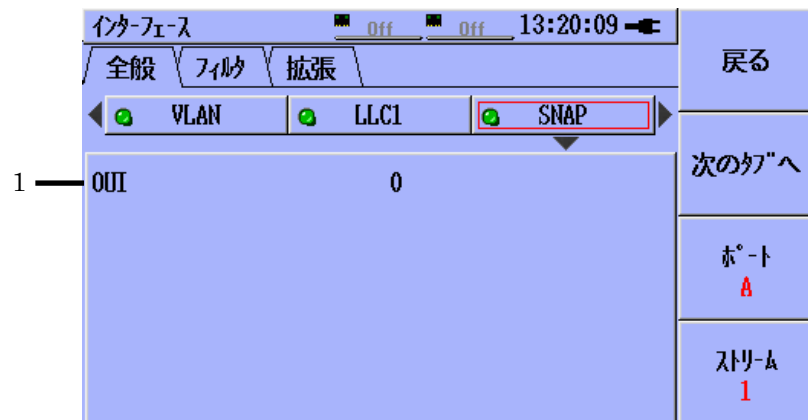 ｲﾝﾀｰﾌｪｰｽ Off Off 13:20:09
全般 ﾌｨﾙﾀ 拡張
VLAN LLC1 SNAP
1 OUI 0
戻る
次のﾀﾌﾞへ
ﾎﾟｰﾄ
A
ｽﾄﾘｰﾑ
1